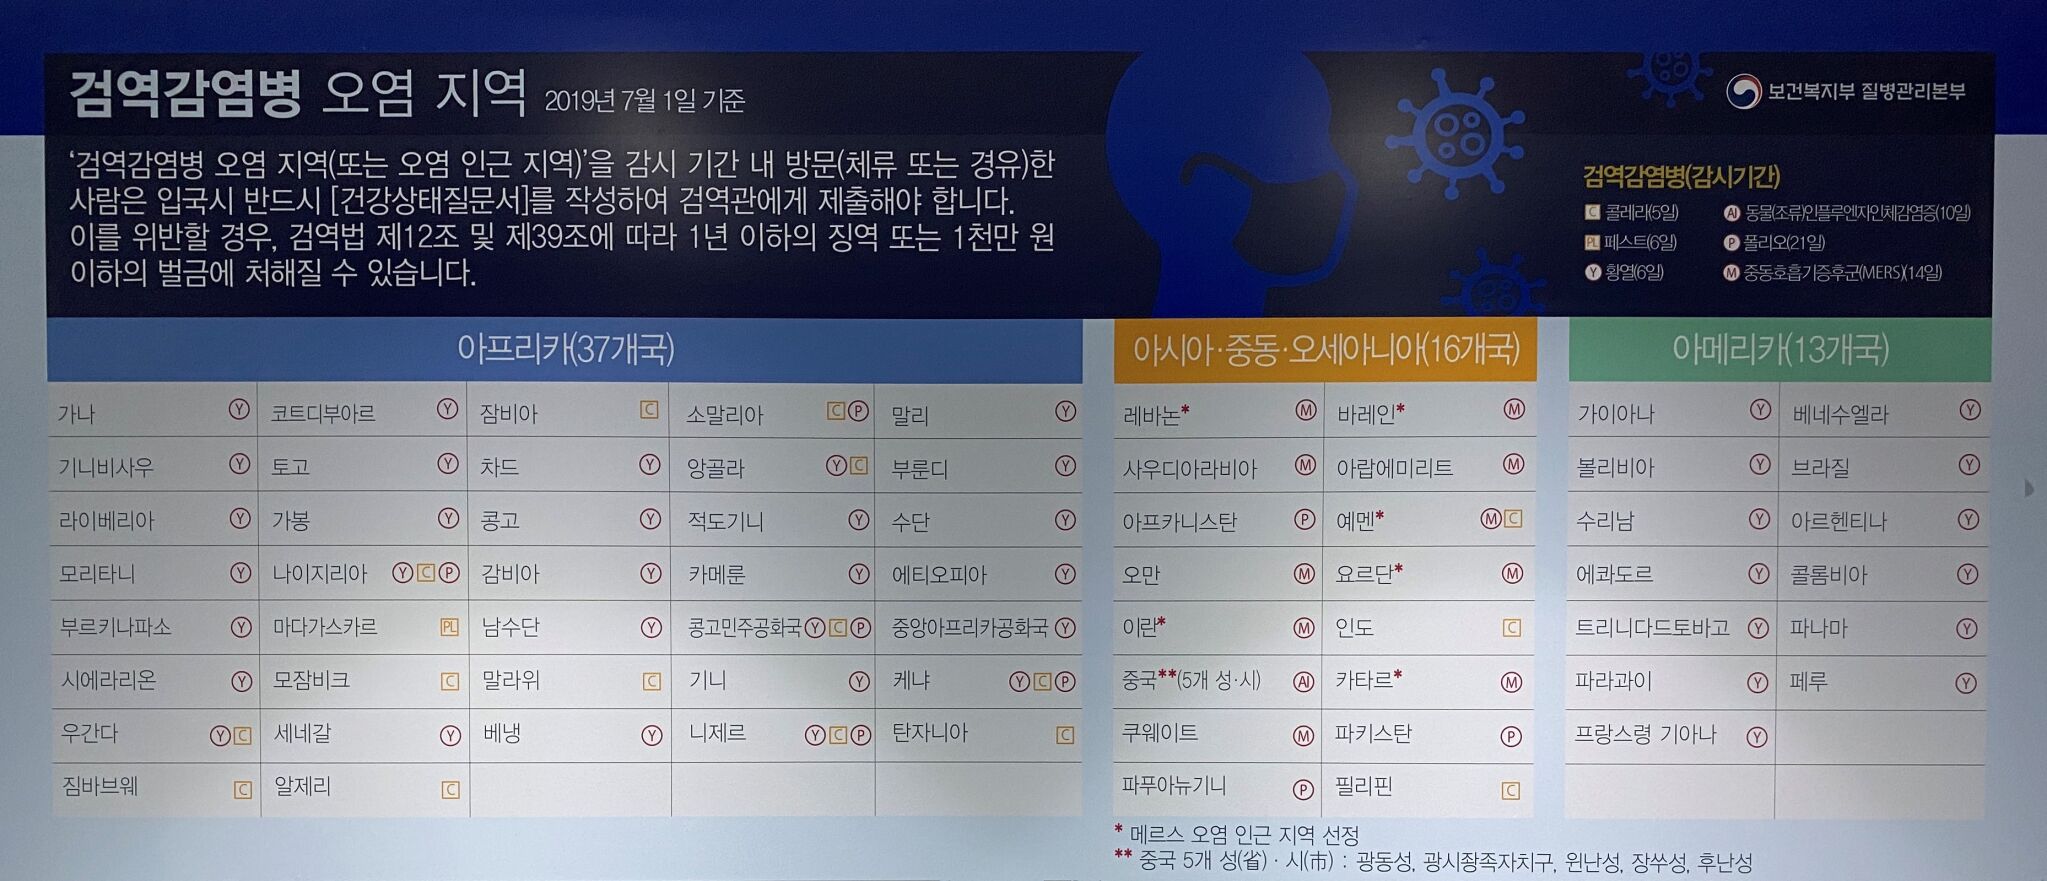 검역감염병 오염 지역 2019년 7월 1일 기준
보건복지부 질병관리본부
'검역감염병 오염 지역(또는 오염 인근 지역)'을 감시 기간 내 방문(체류 또는 경유)한
사람은 입국시 반드시 [건강상태질문서]를 작성하여 검역관에게 제출해야 합니다.
이를 위반할 경우, 검역법 제12조 및 제39조에 따라 1년 이하의 징역 또는 1천만 원
이하의 벌금에 처해질 수 있습니다.
검역감염병(감시기간)
C 콜레라(5일) AI 동물(조류)인플루엔자인체감염증(10일)
PL 페스트(6일) P 폴리오(21일)
Y 황열(6일) M 중동호흡기증후군(MERS)(14일)
아프리카(37개국)
가나 Y 코트디부아르 Y 잠비아 C 소말리아 C P 말리 Y
기니비사우 Y 토고 Y 차드 Y 앙골라 Y C 부룬디 Y
라이베리아 Y 가봉 Y 콩고 Y 적도기니 Y 수단 Y
모리타니 Y 나이지리아 Y C P 감비아 Y 카메룬 Y 에티오피아 Y
부르키나파소 Y 마다가스카르 PL 남수단 Y 콩고민주공화국 Y C P 중앙아프리카공화국 Y
시에라리온 Y 모잠비크 C 말라위 C 기니 Y 케냐 Y C P
우간다 Y C 세네갈 Y 베냉 Y 니제르 Y C P 탄자니아 C
짐바브웨 C 알제리 C
아시아·중동·오세아니아(16개국)
레바논* M 바레인* M
사우디아라비아 M 아랍에미리트 M
아프카니스탄 P 예멘* M C
오만 M 요르단* M
이란* M 인도 C
중국**(5개 성·시) AI 카타르* M
쿠웨이트 M 파키스탄 P
파푸아뉴기니 P 필리핀 C
* 메르스 오염 인근 지역 선정
** 중국 5개 성(省)·시(市) : 광동성, 광시좡족자치구, 윈난성, 장쑤성, 후난성
아메리카(13개국)
가이아나 Y 베네수엘라 Y
볼리비아 Y 브라질 Y
수리남 Y 아르헨티나 Y
에콰도르 Y 콜롬비아 Y
트리니다드토바고 Y 파나마 Y
파라과이 Y 페루 Y
프랑스령 기아나 Y